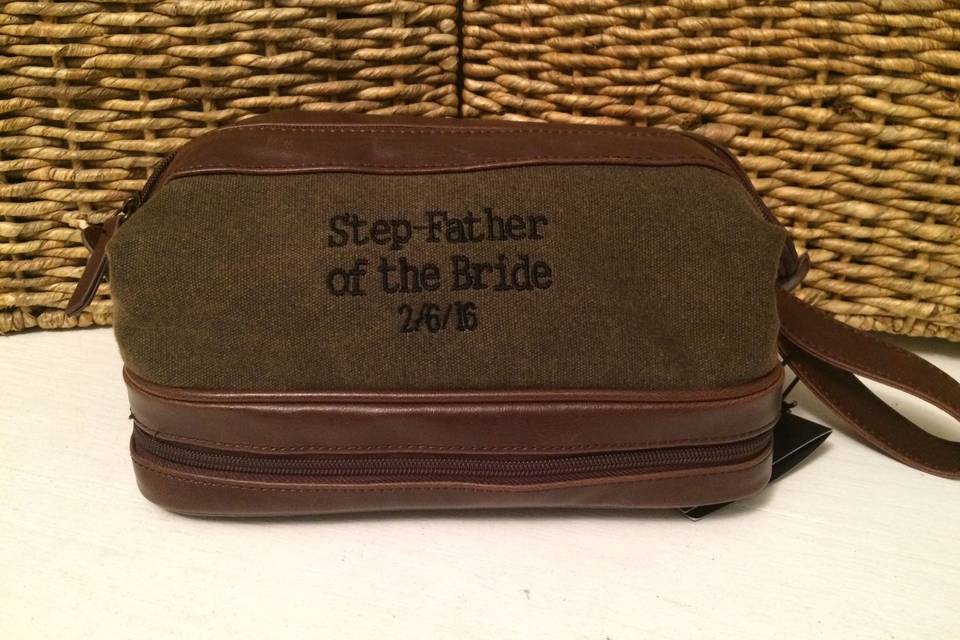 Step-Father
of the Bride
2/6/16